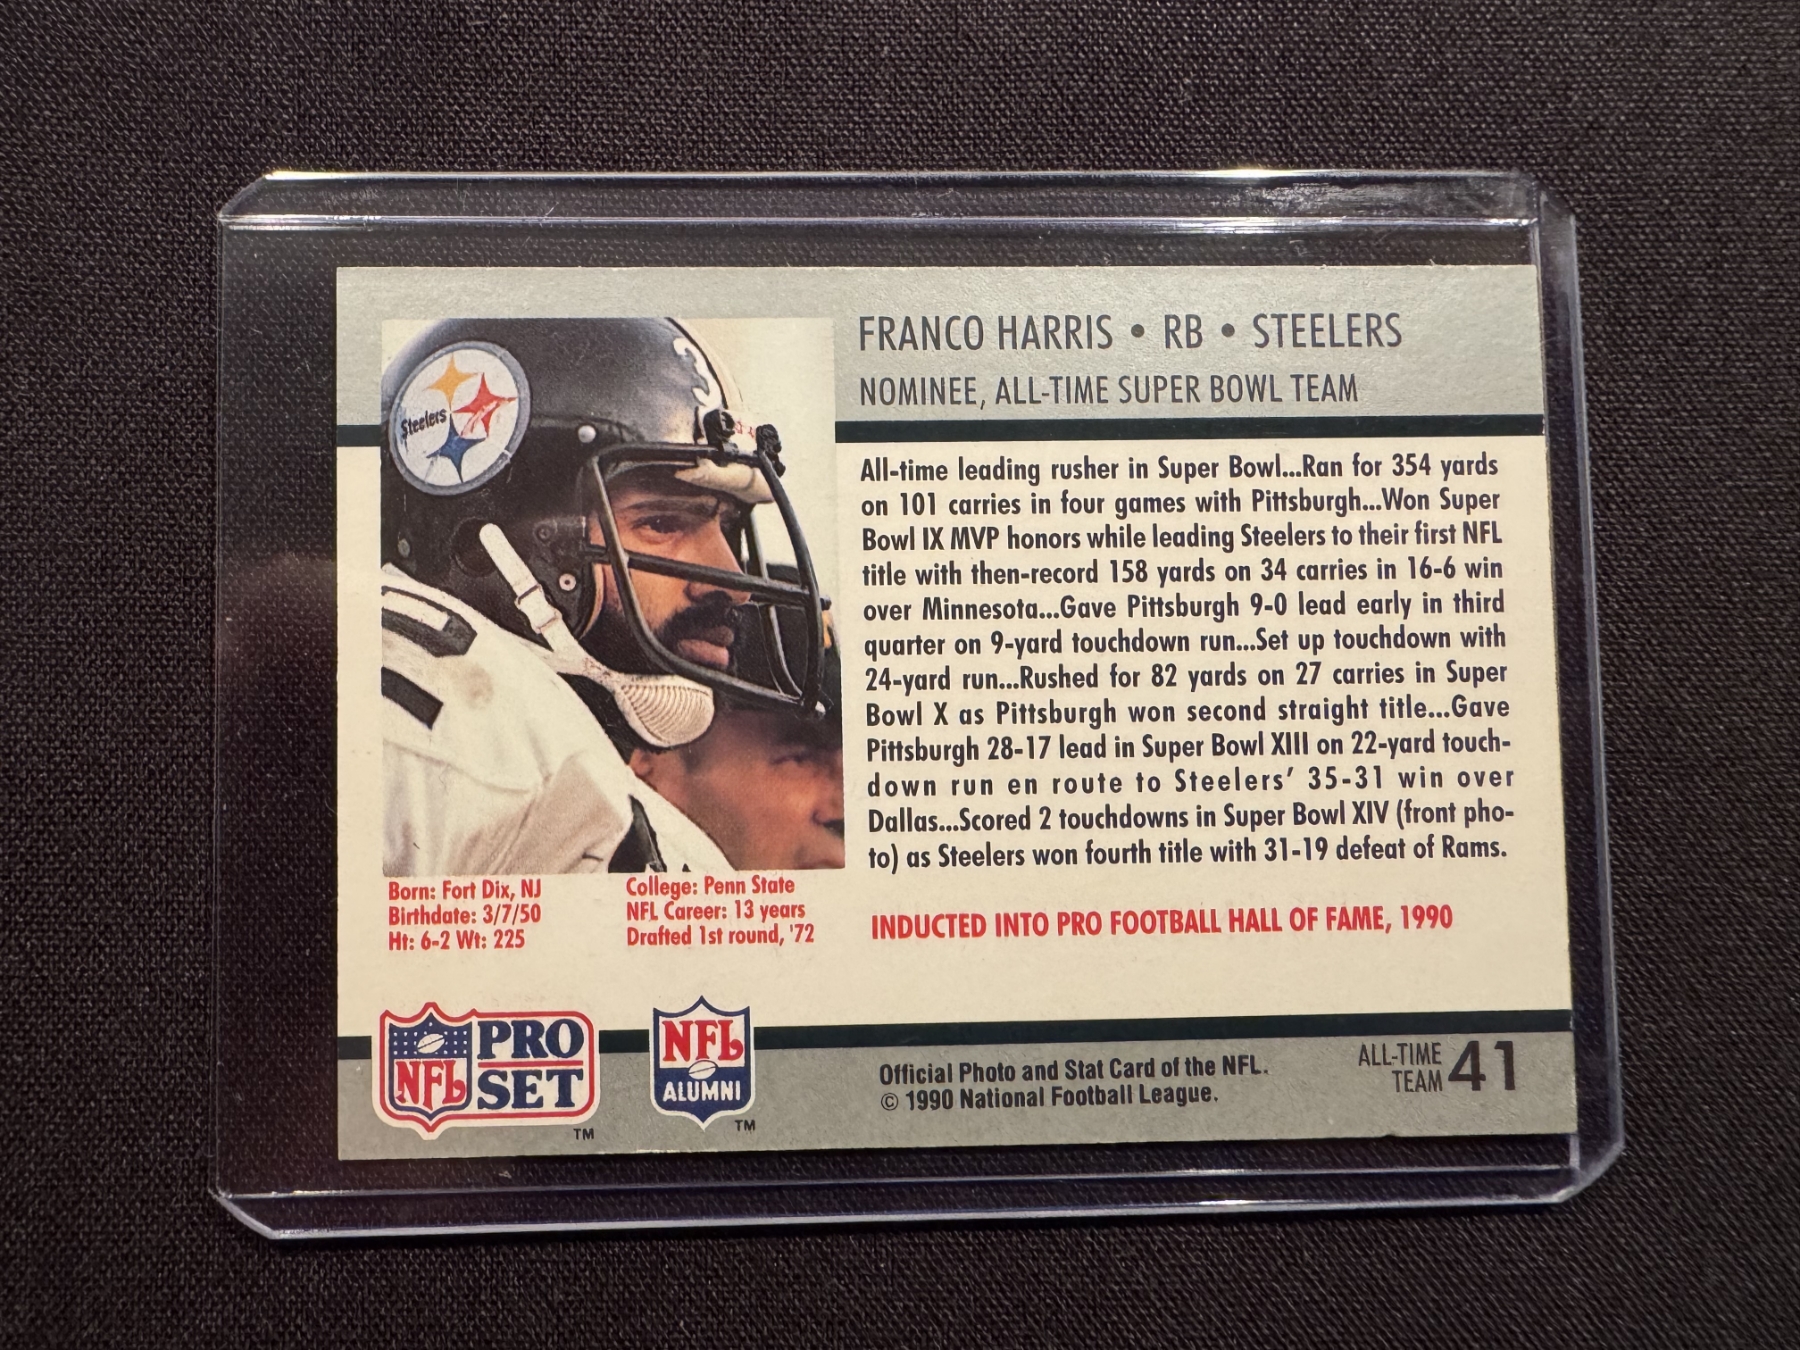 FRANCO HARRIS • RB • STEELERS
NOMINEE, ALL-TIME SUPER BOWL TEAM
Steelers
3
All-time leading rusher in Super Bowl...Ran for 354 yards
on 101 carries in four games with Pittsburgh...Won Super
Bowl IX MVP honors while leading Steelers to their first NFL
title with then-record 158 yards on 34 carries in 16-6 win
over Minnesota...Gave Pittsburgh 9-0 lead early in third
quarter on 9-yard touchdown run...Set up touchdown with
24-yard run...Rushed for 82 yards on 27 carries in Super
Bowl X as Pittsburgh won second straight title...Gave
Pittsburgh 28-17 lead in Super Bowl XIII on 22-yard touch-
down run en route to Steelers' 35-31 win over
Dallas...Scored 2 touchdowns in Super Bowl XIV (front pho-
to) as Steelers won fourth title with 31-19 defeat of Rams.
INDUCTED INTO PRO FOOTBALL HALL OF FAME, 1990
Born: Fort Dix, NJ
Birthdate: 3/7/50
Ht: 6-2 Wt: 225
College: Penn State
NFL Career: 13 years
Drafted 1st round, '72
NFL PRO SET TM
NFL ALUMNI TM
Official Photo and Stat Card of the NFL.
© 1990 National Football League.
ALL-TIME
TEAM 41